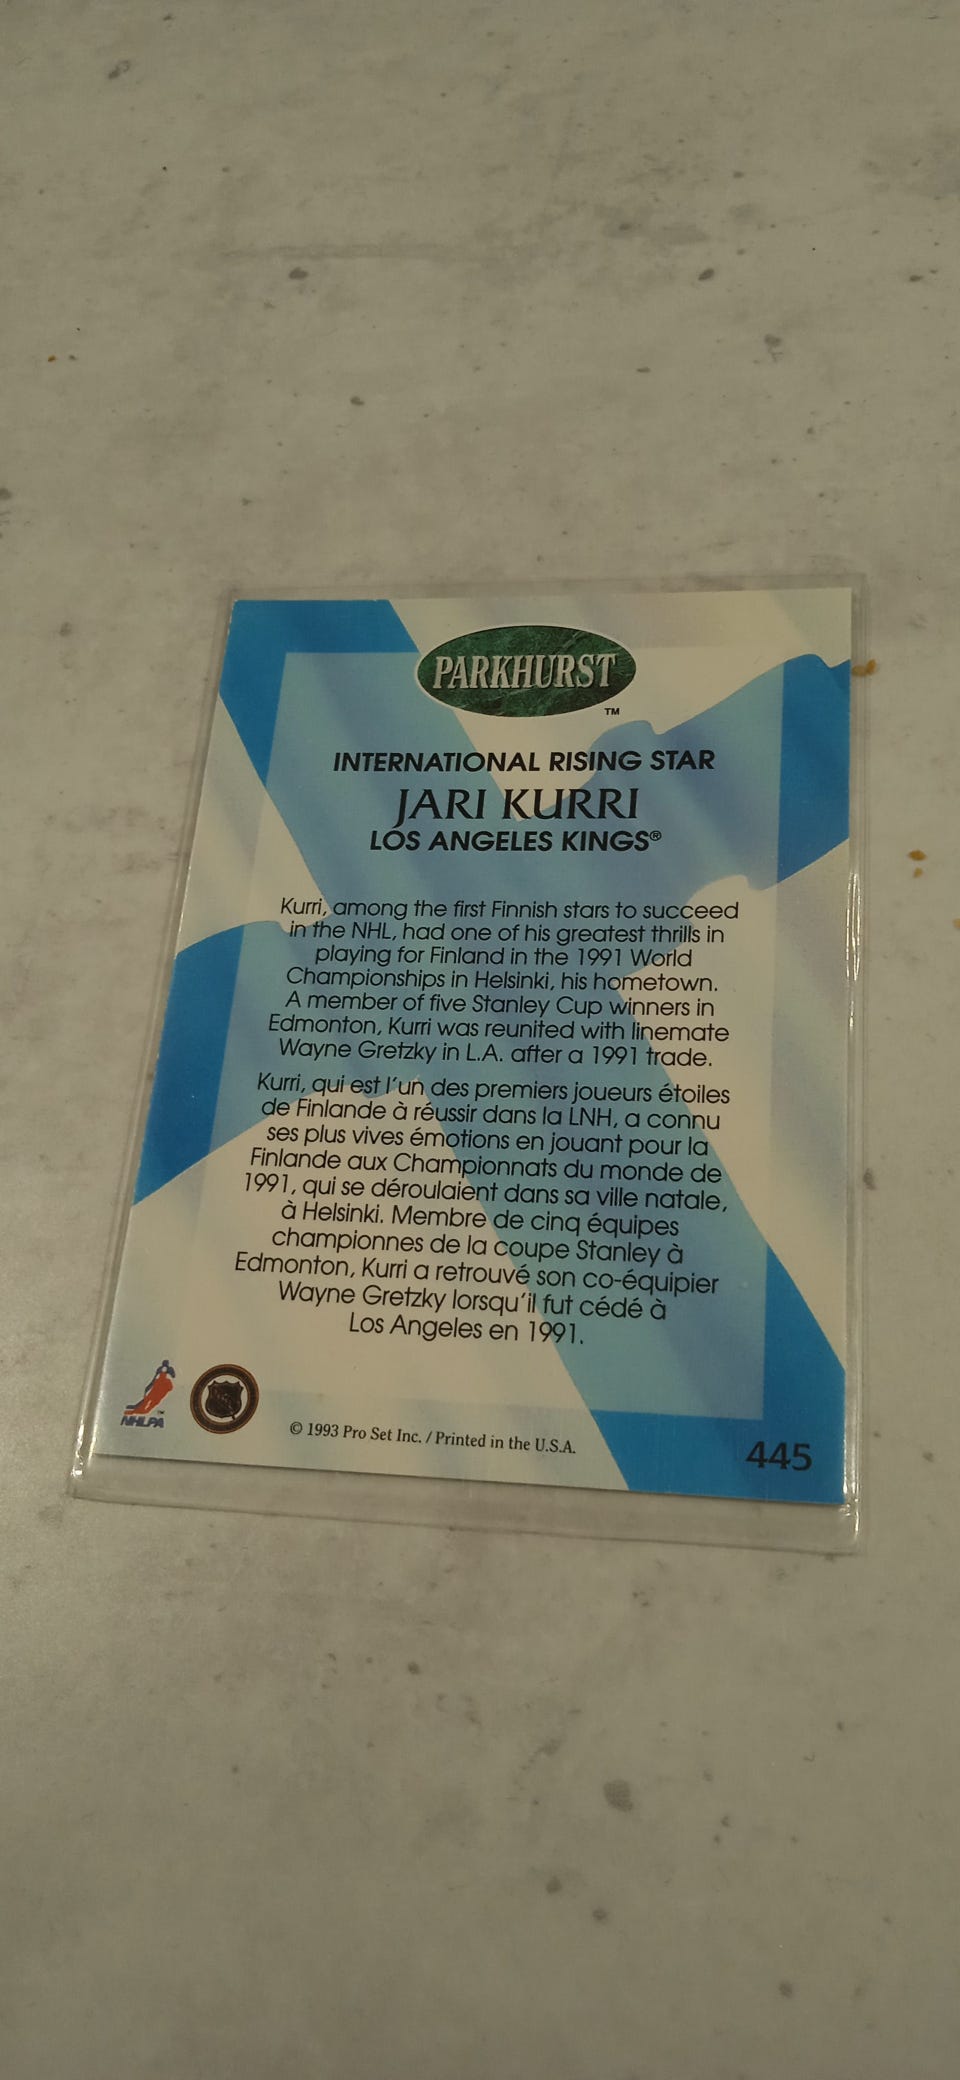 PARKHURST
TM
INTERNATIONAL RISING STAR
JARI KURRI
LOS ANGELES KINGS®
Kurri, among the first Finnish stars to succeed
in the NHL, had one of his greatest thrills in
playing for Finland in the 1991 World
Championships in Helsinki, his hometown.
A member of five Stanley Cup winners in
Edmonton, Kurri was reunited with linemate
Wayne Gretzky in L.A. after a 1991 trade.
Kurri, qui est l'un des premiers joueurs étoiles
de Finlande à réussir dans la LNH, a connu
ses plus vives émotions en jouant pour la
Finlande aux Championnats du monde de
1991, qui se déroulaient dans sa ville natale,
à Helsinki. Membre de cinq équipes
championnes de la coupe Stanley à
Edmonton, Kurri a retrouvé son co-équipier
Wayne Gretzky lorsqu'il fut cédé à
Los Angeles en 1991.
NHLPA
© 1993 Pro Set Inc. / Printed in the U.S.A.
445